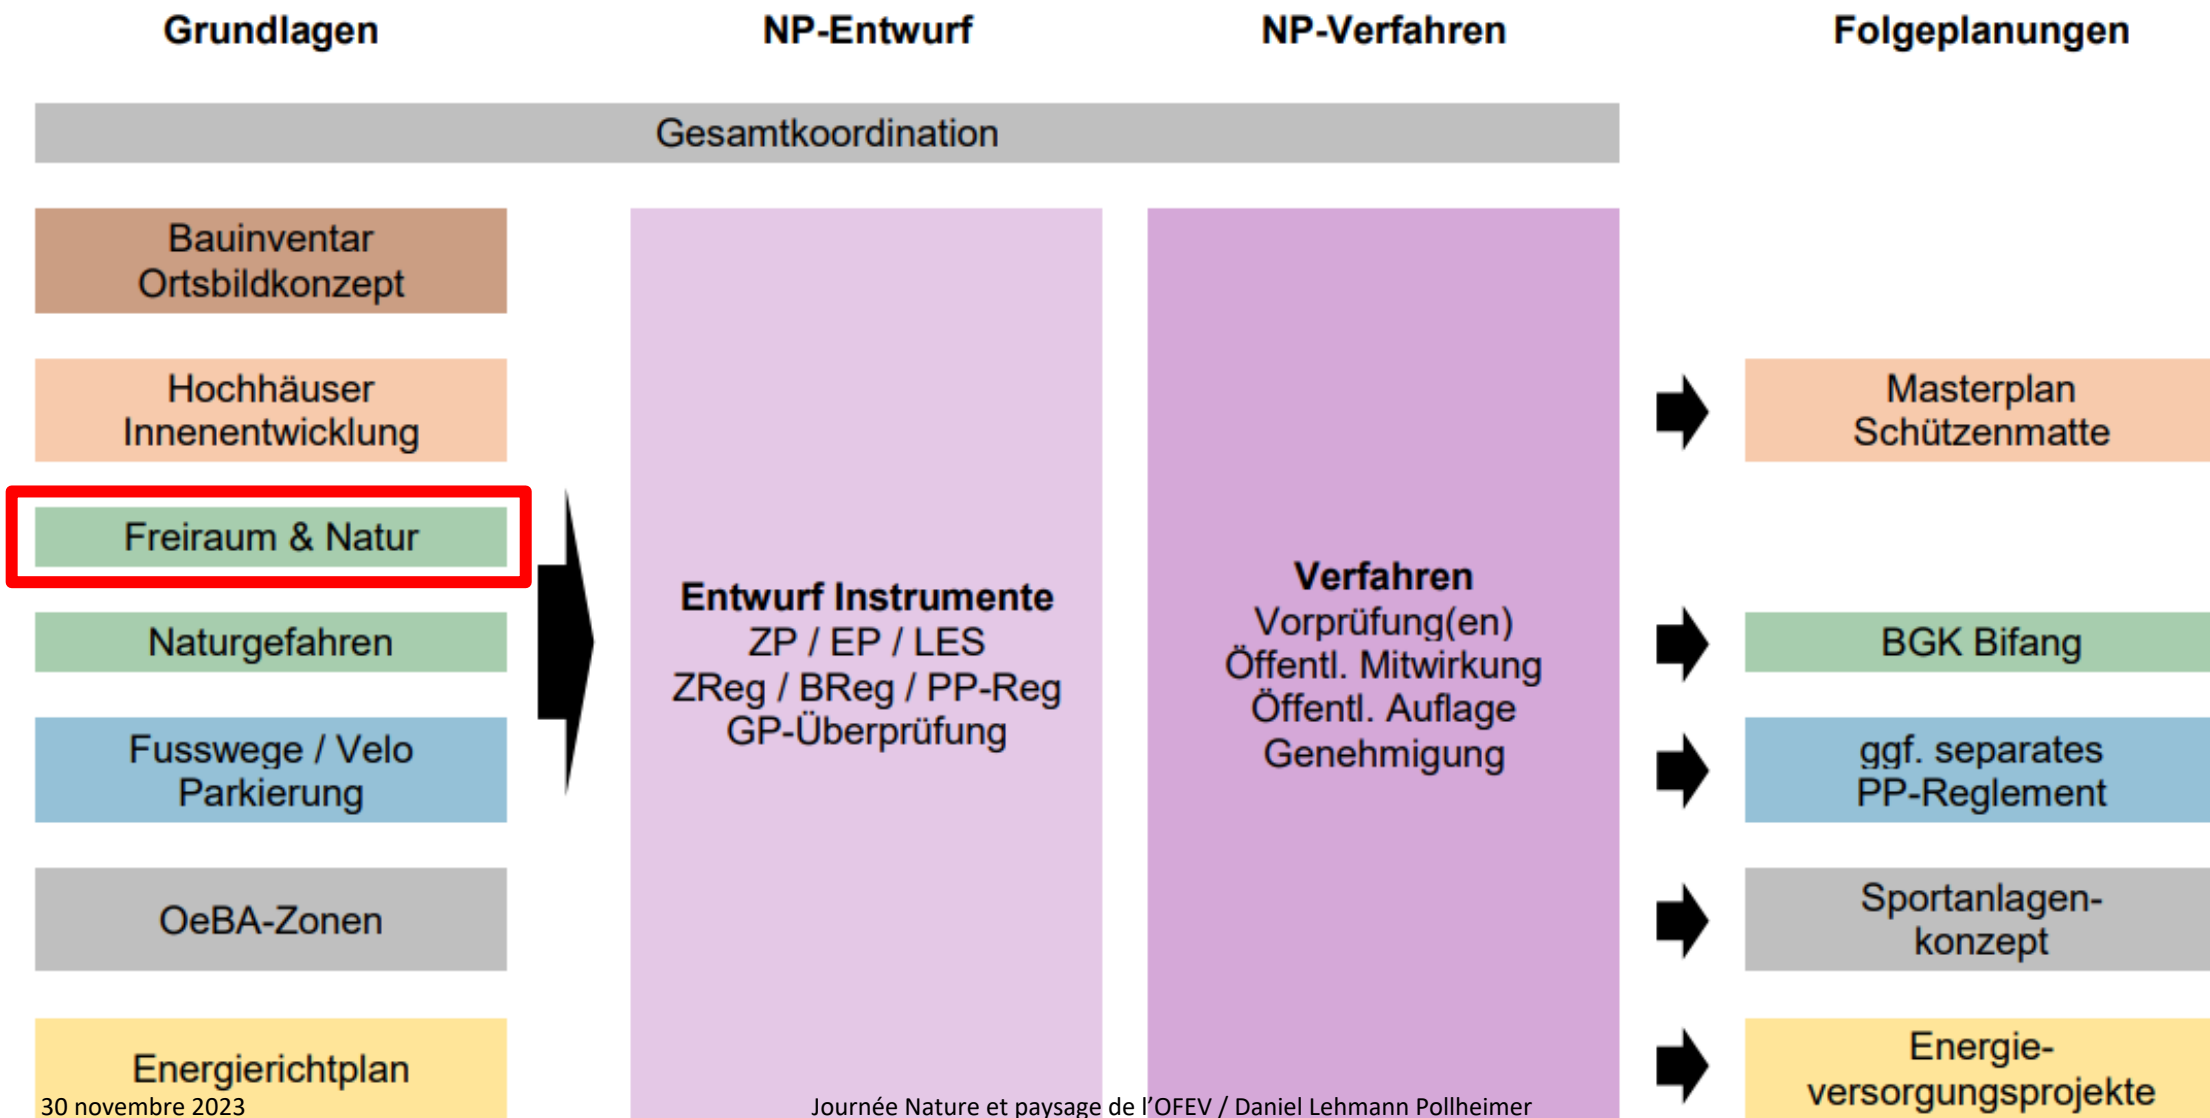 Grundlagen
NP-Entwurf
NP-Verfahren
Folgeplanungen
Gesamtkoordination
Bauinventar
Ortsbildkonzept
Hochhäuser
Innenentwicklung
Freiraum & Natur
Naturgefahren
Fusswege / Velo
Parkierung
OeBA-Zonen
Energierichtplan
Entwurf Instrumente
ZP / EP / LES
ZReg / BReg / PP-Reg
GP-Überprüfung
Verfahren
Vorprüfung(en)
Öffentl. Mitwirkung
Öffentl. Auflage
Genehmigung
Masterplan
Schützenmatte
BGK Bifang
ggf. separates
PP-Reglement
Sportanlagen-
konzept
Energie-
versorgungsprojekte
30 novembre 2023
Journée Nature et paysage de l’OFEV / Daniel Lehmann Pollheimer